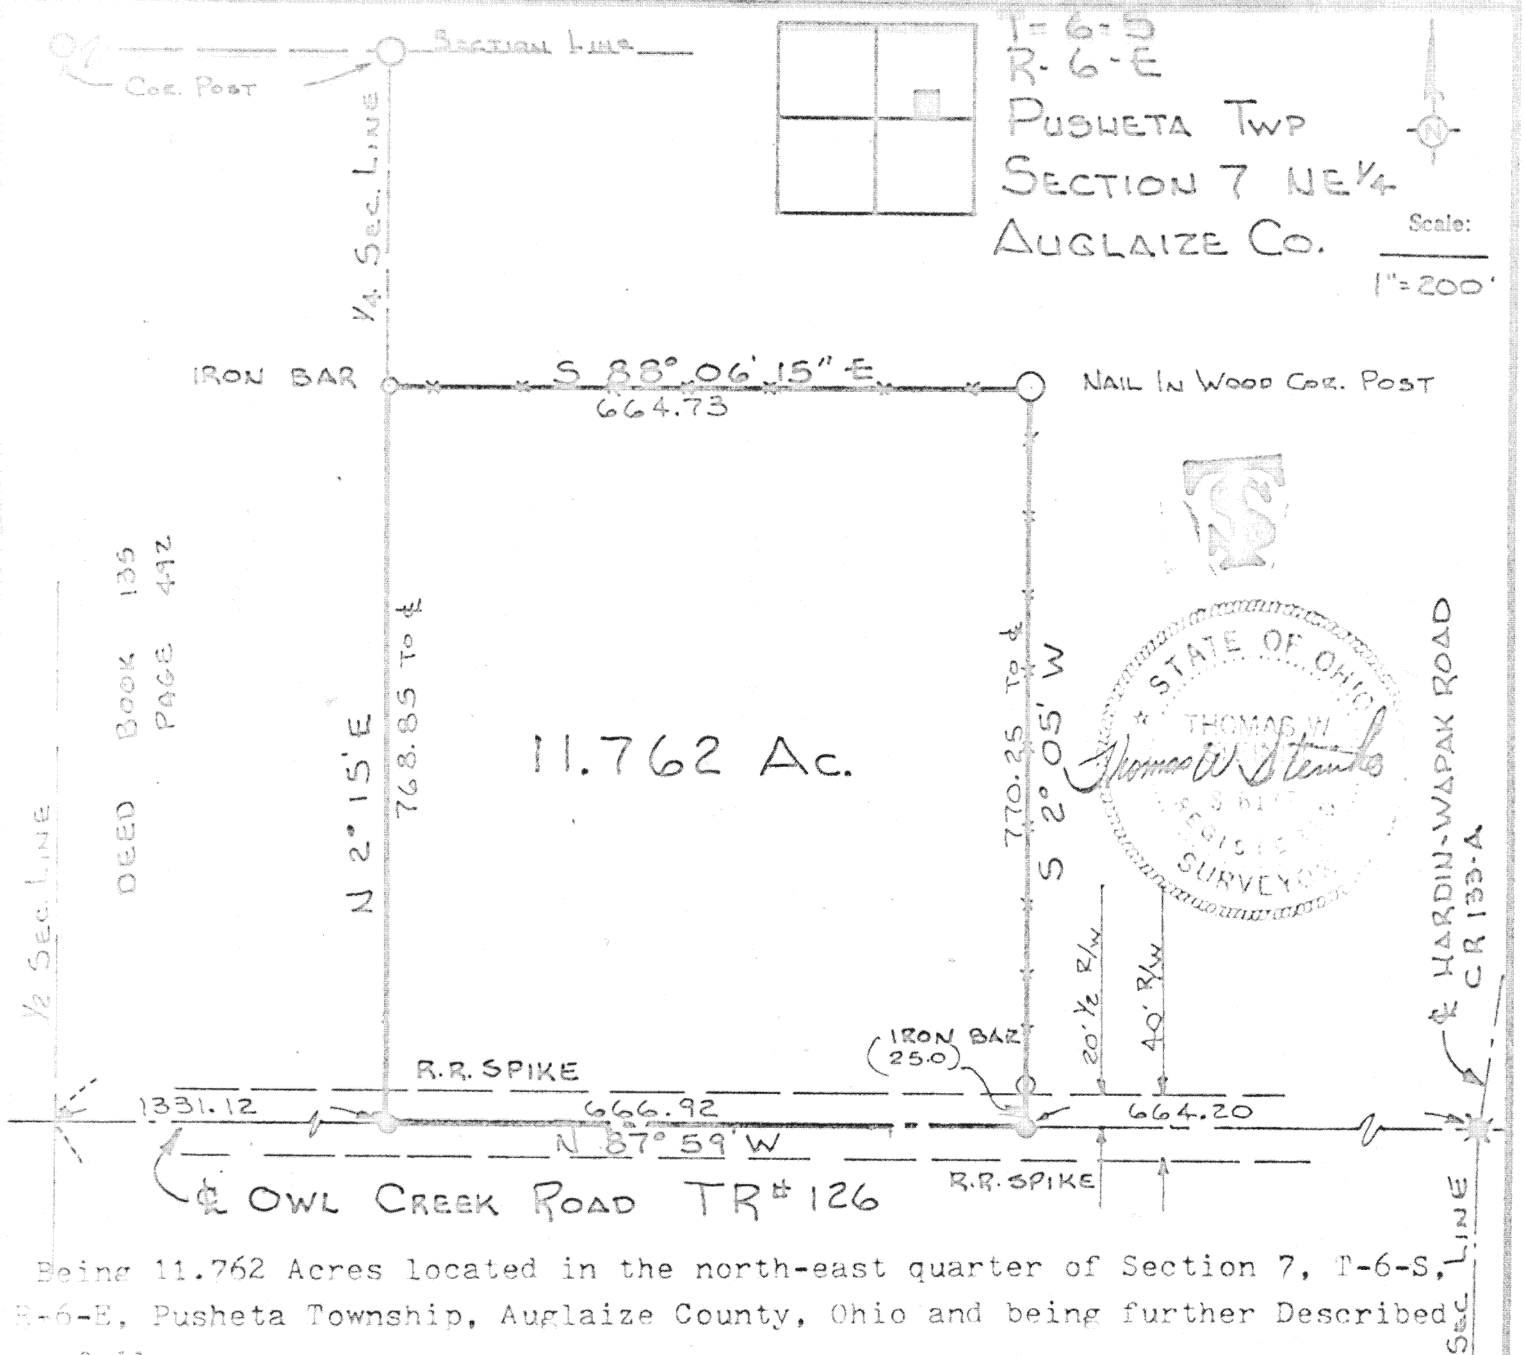 SECTION LINE
COR. POST
T-6-S
R-6-E
PUSHETA TWP
SECTION 7 NE 1/4
AUGLAIZE CO.
N
Scale:
1"=200'
1/4 SEC. LINE
IRON BAR
S 88° 06' 15" E
664.73
NAIL IN WOOD COR. POST
DEED BOOK 135
PAGE 492
1/2 SEC. LINE
N 2° 15' E
768.85 TO ℄
11.762 Ac.
770.25 TO ℄
S 2° 05' W
STATE OF OHIO
THOMAS W
REGISTERED
SURVEYOR
Thomas W
℄ HARDIN-WAPAK ROAD
CR 133-A
20' 1/2 R/W
40' R/W
IRON BAR
(25.0)
R.R. SPIKE
1331.12
666.92
664.20
N 87° 59' W
R.R. SPIKE
℄ OWL CREEK ROAD TR# 126
SEC LINE
Being 11.762 Acres located in the north-east quarter of Section 7, T-6-S,
R-6-E, Pusheta Township, Auglaize County, Ohio and being further Described